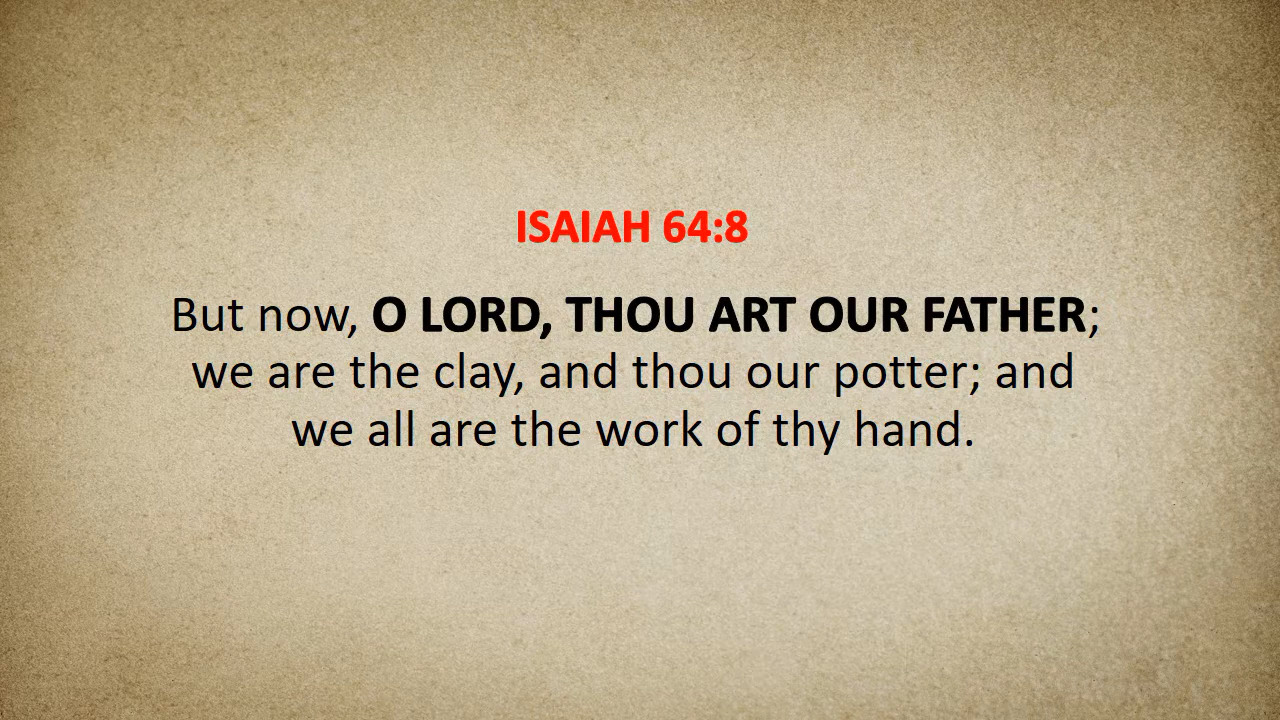 ISAIAH 64:8
But now, O LORD, THOU ART OUR FATHER;
we are the clay, and thou our potter; and
we all are the work of thy hand.